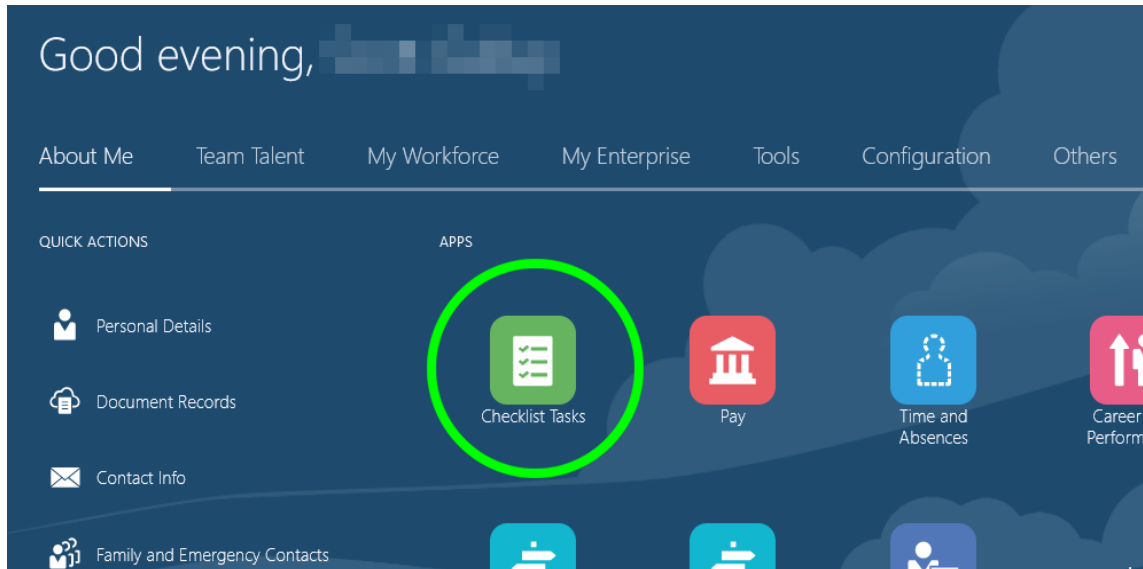 Good evening,
About Me Team Talent My Workforce My Enterprise Tools Configuration Others
QUICK ACTIONS
Personal Details
Document Records
Contact Info
Family and Emergency Contacts
APPS
Checklist Tasks
Pay
Time and
Absences
Career